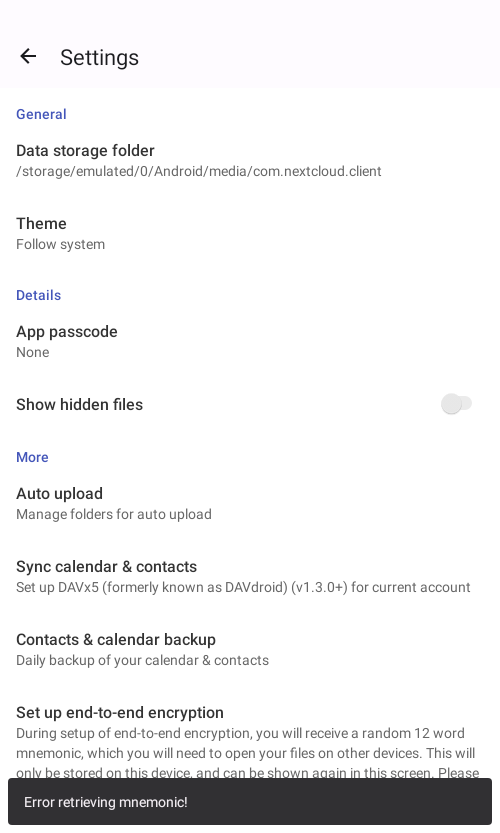 Settings
General
Data storage folder
/storage/emulated/0/Android/media/com.nextcloud.client
Theme
Follow system
Details
App passcode
None
Show hidden files
More
Auto upload
Manage folders for auto upload
Sync calendar & contacts
Set up DAVx5 (formerly known as DAVdroid) (v1.3.0+) for current account
Contacts & calendar backup
Daily backup of your calendar & contacts
Set up end-to-end encryption
During setup of end-to-end encryption, you will receive a random 12 word
mnemonic, which you will need to open your files on other devices. This will
only be stored on this device, and can be shown again in this screen. Please
Error retrieving mnemonic!